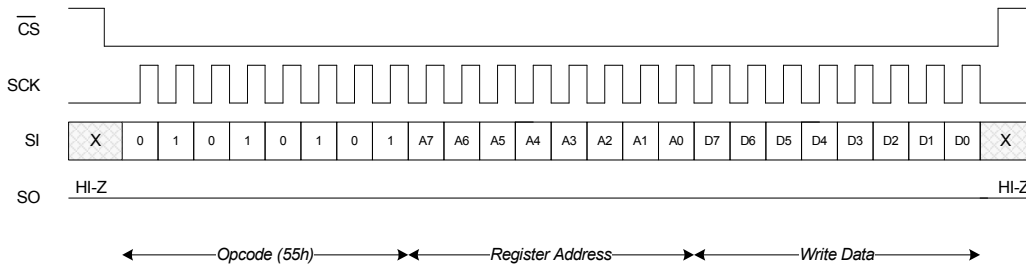 CS
SCK
SI X 0 1 0 1 0 1 0 1 A7 A6 A5 A4 A3 A2 A1 A0 D7 D6 D5 D4 D3 D2 D1 D0 X
SO HI-Z HI-Z
Opcode (55h) Register Address Write Data